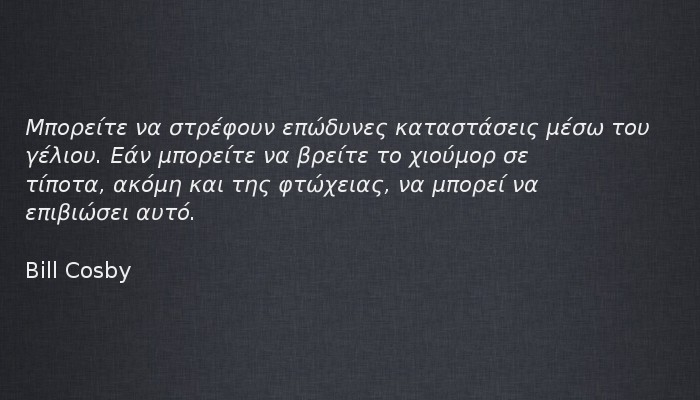 Μπορείτε να στρέφουν επώδυνες καταστάσεις μέσω του
γέλιου. Εάν μπορείτε να βρείτε το χιούμορ σε
τίποτα, ακόμη και της φτώχειας, να μπορεί να
επιβιώσει αυτό.
Bill Cosby